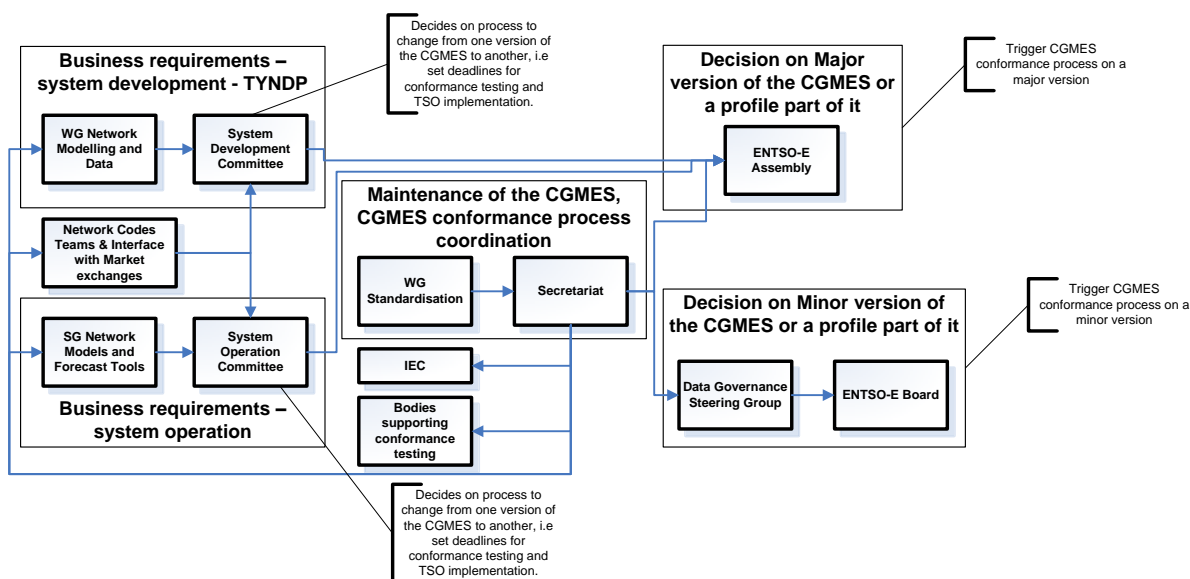 Decides on process to
change from one version of
the CGMES to another, i.e
set deadlines for
conformance testing and
TSO implementation.
Business requirements –
system development - TYNDP
WG Network
Modelling and
Data
System
Development
Committee
Network Codes
Teams & Interface
with Market
exchanges
SG Network
Models and
Forecast Tools
System
Operation
Committee
Business requirements –
system operation
Maintenance of the CGMES,
CGMES conformance process
coordination
WG
Standardisation
Secretariat
IEC
Bodies
supporting
conformance
testing
Decides on process to
change from one version of
the CGMES to another, i.e
set deadlines for
conformance testing and
TSO implementation.
Decision on Major
version of the CGMES or
a profile part of it
ENTSO-E
Assembly
Trigger CGMES
conformance process on a
major version
Decision on Minor version of
the CGMES or a profile part of it
Data Governance
Steering Group
ENTSO-E Board
Trigger CGMES
conformance process on a
minor version